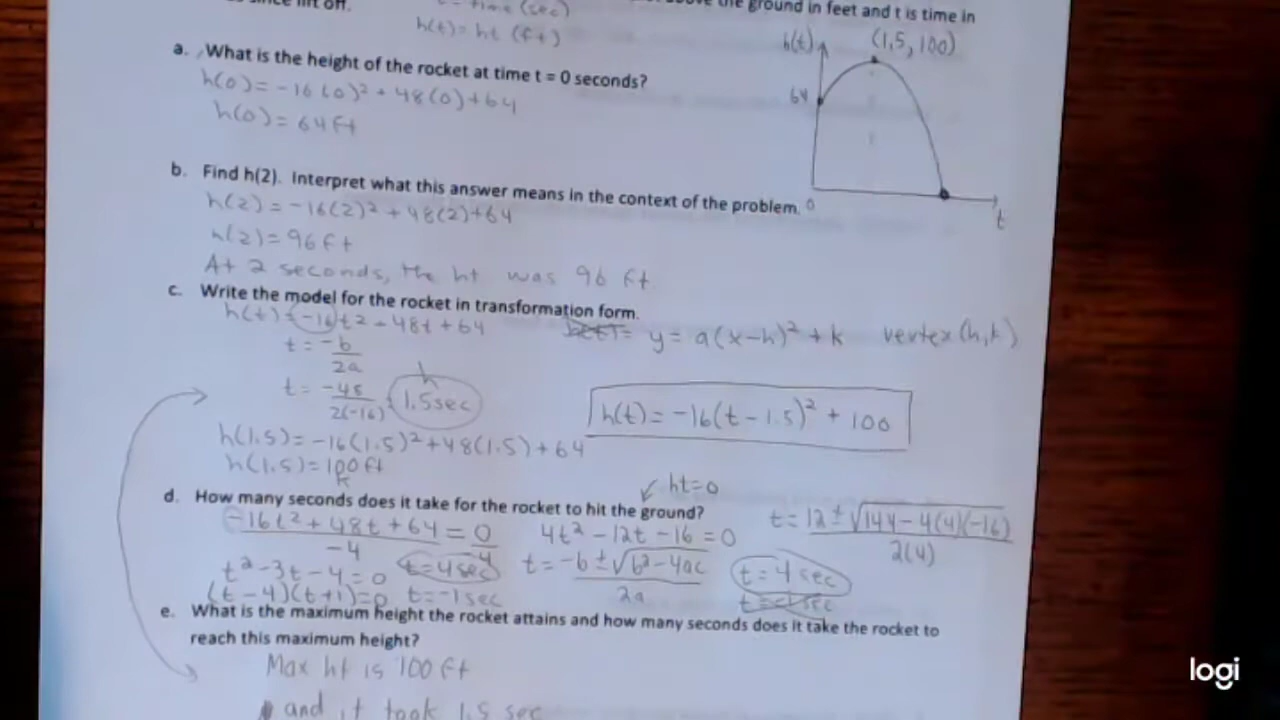 since lift off.
= time (sec)
the ground in feet and t is time in
h(t) = ht (ft)
h(t)
(1.5, 100)
a. What is the height of the rocket at time t = 0 seconds?
h(0) = -16(0)² + 48(0) + 64
64
h(0) = 64 ft
b. Find h(2). Interpret what this answer means in the context of the problem.
0
t
h(2) = -16(2)² + 48(2) + 64
h(2) = 96 ft
At 2 seconds, the ht was 96 ft.
c. Write the model for the rocket in transformation form.
h(t) = -16t² + 48t + 64
y = a(x-h)² + k vertex (h,k)
t = -b/2a
h
t = -48/2(-16) = 1.5 sec
h(t) = -16(t - 1.5)² + 100
h(1.5) = -16(1.5)² + 48(1.5) + 64
h(1.5) = 100 ft
k
ht = 0
d. How many seconds does it take for the rocket to hit the ground?
-16t² + 48t + 64 = 0
-4 -4
4t² - 12t - 16 = 0
t = 12 ± √144 - 4(4)(-16)
2(4)
t² - 3t - 4 = 0 t = 4 sec
t = -b ± √b² - 4ac
2a
t = 4 sec
(t - 4)(t + 1) = 0 t = -1 sec
t = -1 sec
e. What is the maximum height the rocket attains and how many seconds does it take the rocket to
reach this maximum height?
Max ht is 100 ft
and it took 1.5 sec
logi